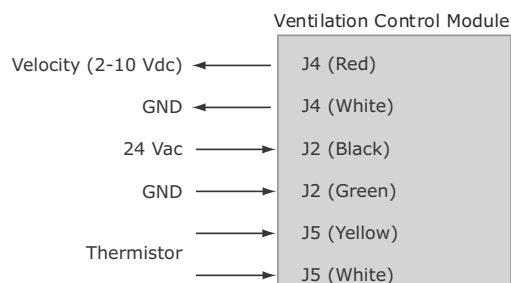 Ventilation Control Module
Velocity (2-10 Vdc) J4 (Red)
GND J4 (White)
24 Vac J2 (Black)
GND J2 (Green)
J5 (Yellow)
Thermistor
J5 (White)